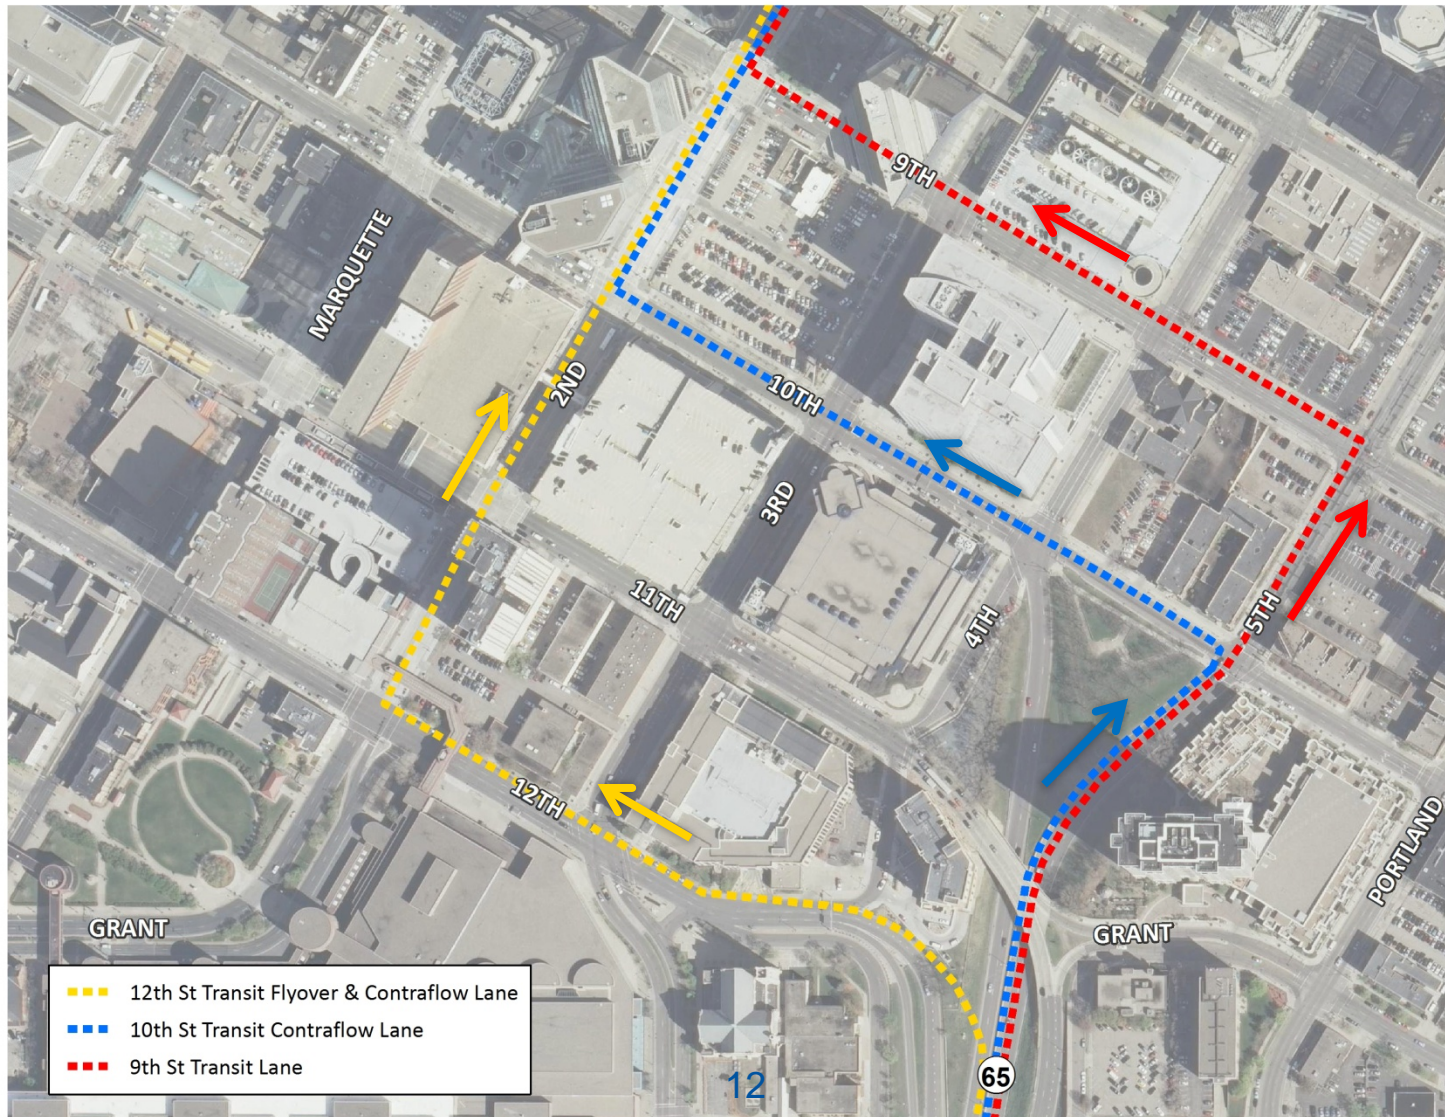 9TH
MARQUETTE
2ND
10TH
3RD
11TH
4TH
5TH
12TH
PORTLAND
GRANT
GRANT
12th St Transit Flyover & Contraflow Lane
10th St Transit Contraflow Lane
9th St Transit Lane
65
12